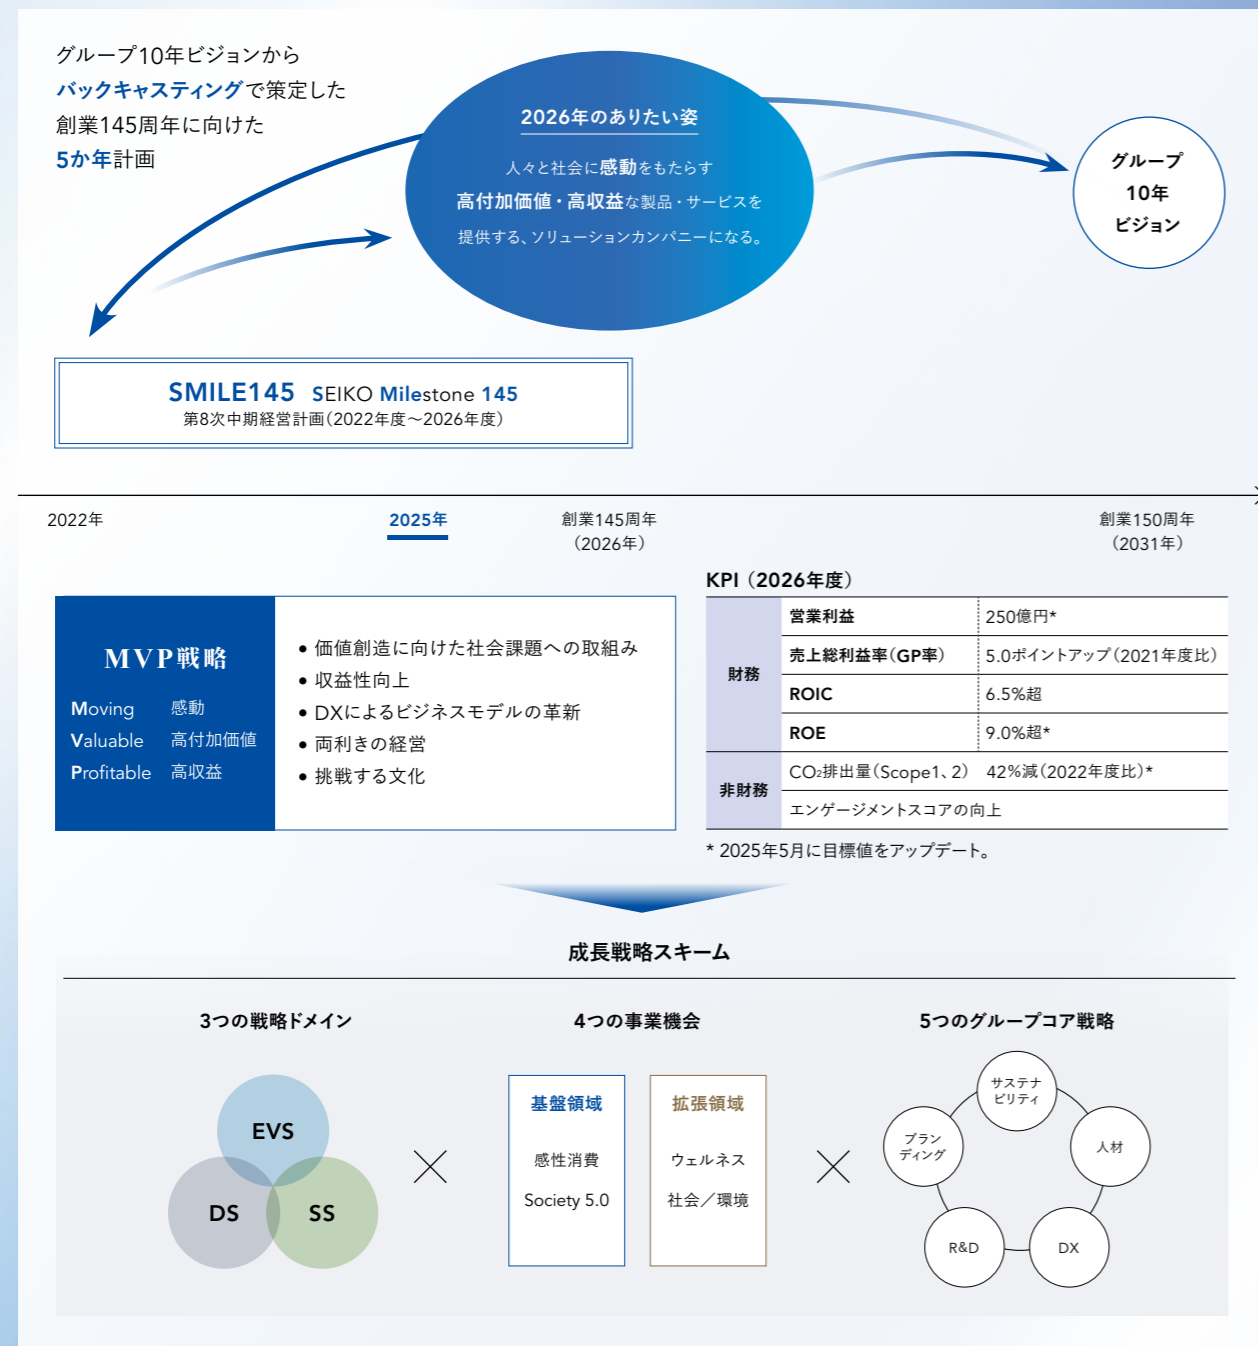 グループ10年ビジョンから
バックキャスティングで策定した
創業145周年に向けた
5か年計画
2026年のありたい姿
人々と社会に感動をもたらす
高付加価値・高収益な製品・サービスを
提供する、ソリューションカンパニーになる。
グループ
10年
ビジョン
SMILE145 SEIKO Milestone 145
第8次中期経営計画（2022年度～2026年度）
2022年
2025年
創業145周年
（2026年）
創業150周年
（2031年）
MVP戦略
Moving 感動
Valuable 高付加価値
Profitable 高収益
• 価値創造に向けた社会課題への取組み
• 収益性向上
• DXによるビジネスモデルの革新
• 両利きの経営
• 挑戦する文化
KPI（2026年度）
財務
営業利益 250億円*
売上総利益率（GP率） 5.0ポイントアップ（2021年度比）
ROIC 6.5%超
ROE 9.0%超*
非財務
CO₂排出量（Scope1、2） 42%減（2022年度比）*
エンゲージメントスコアの向上
* 2025年5月に目標値をアップデート。
成長戦略スキーム
3つの戦略ドメイン
EVS
DS
SS
4つの事業機会
基盤領域
感性消費
Society 5.0
拡張領域
ウェルネス
社会／環境
5つのグループコア戦略
サステナ
ビリティ
人材
DX
R&D
ブラン
ディング